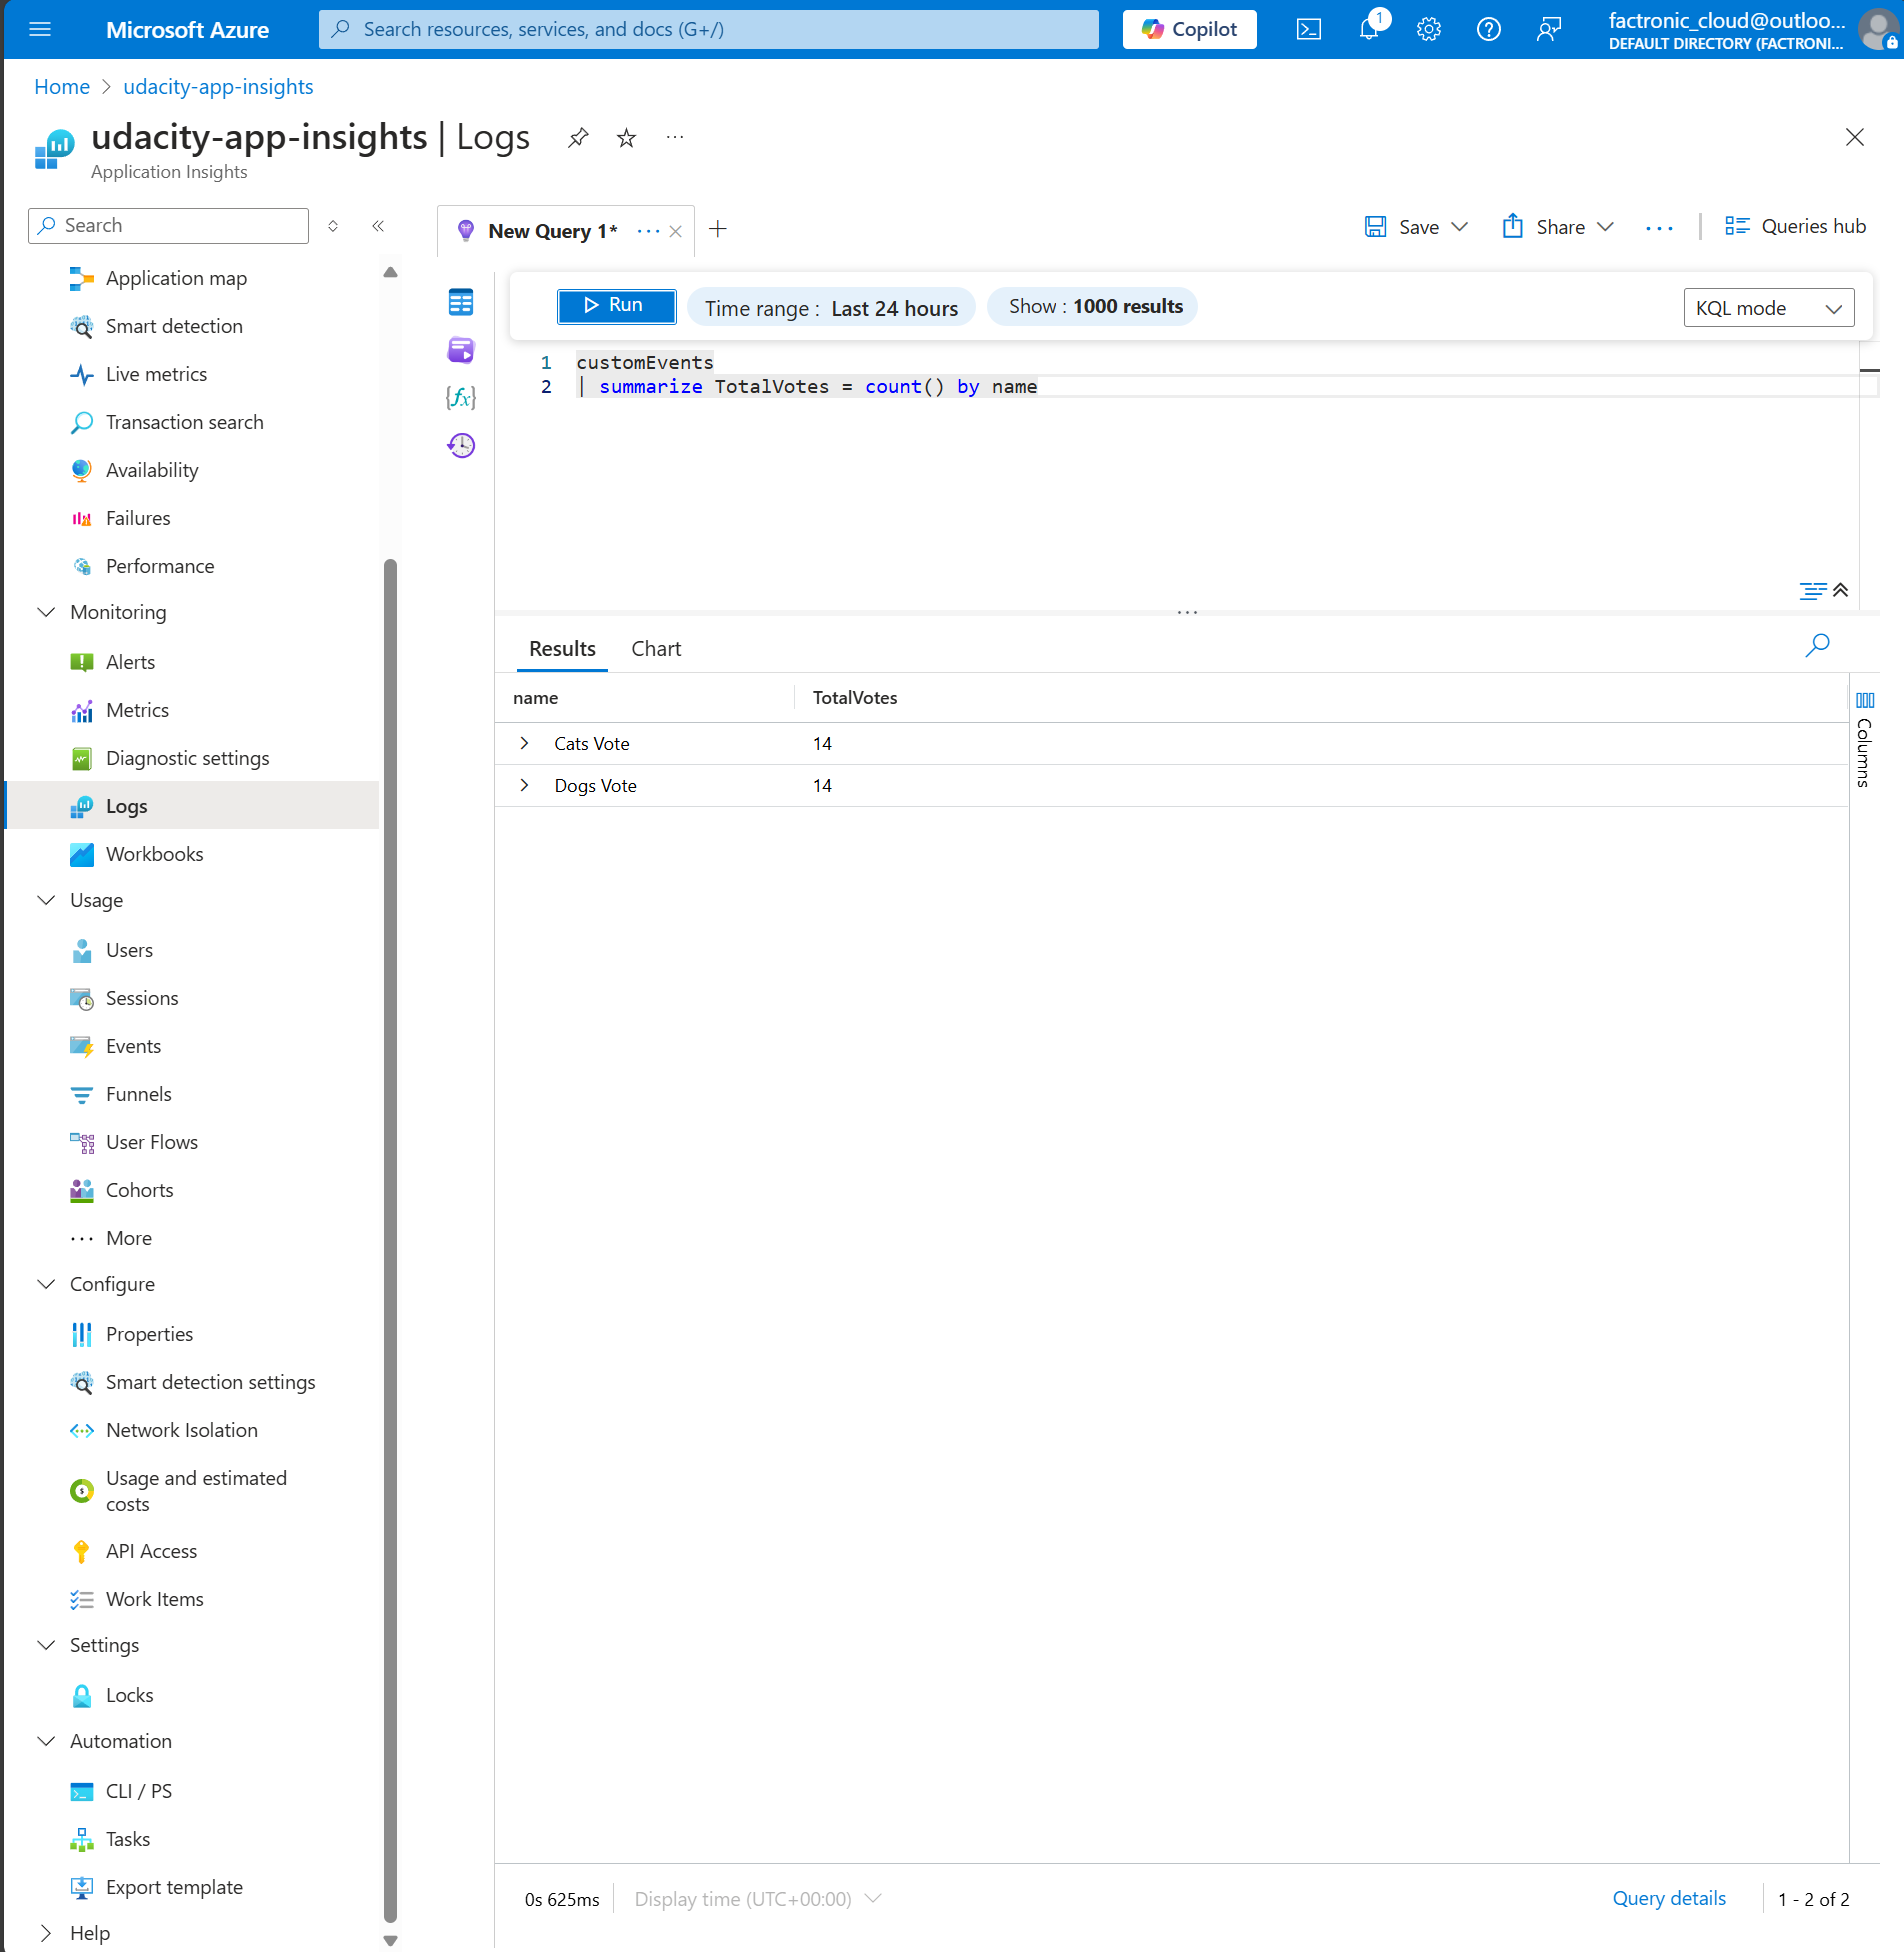 Microsoft Azure
Search resources, services, and docs (G+/)
Copilot
1
factronic_cloud@outloo...
DEFAULT DIRECTORY (FACTRONI...
Home > udacity-app-insights
udacity-app-insights | Logs
Application Insights
Search
Application map
Smart detection
Live metrics
Transaction search
Availability
Failures
Performance
Monitoring
Alerts
Metrics
Diagnostic settings
Logs
Workbooks
Usage
Users
Sessions
Events
Funnels
User Flows
Cohorts
More
Configure
Properties
Smart detection settings
Network Isolation
Usage and estimated
costs
API Access
Work Items
Settings
Locks
Automation
CLI / PS
Tasks
Export template
Help
New Query 1*
Save
Share
Queries hub
Run
Time range : Last 24 hours
Show : 1000 results
KQL mode
1 customEvents
2 | summarize TotalVotes = count() by name
Results
Chart
name TotalVotes
Cats Vote 14
Dogs Vote 14
Columns
0s 625ms
Display time (UTC+00:00)
Query details
1 - 2 of 2